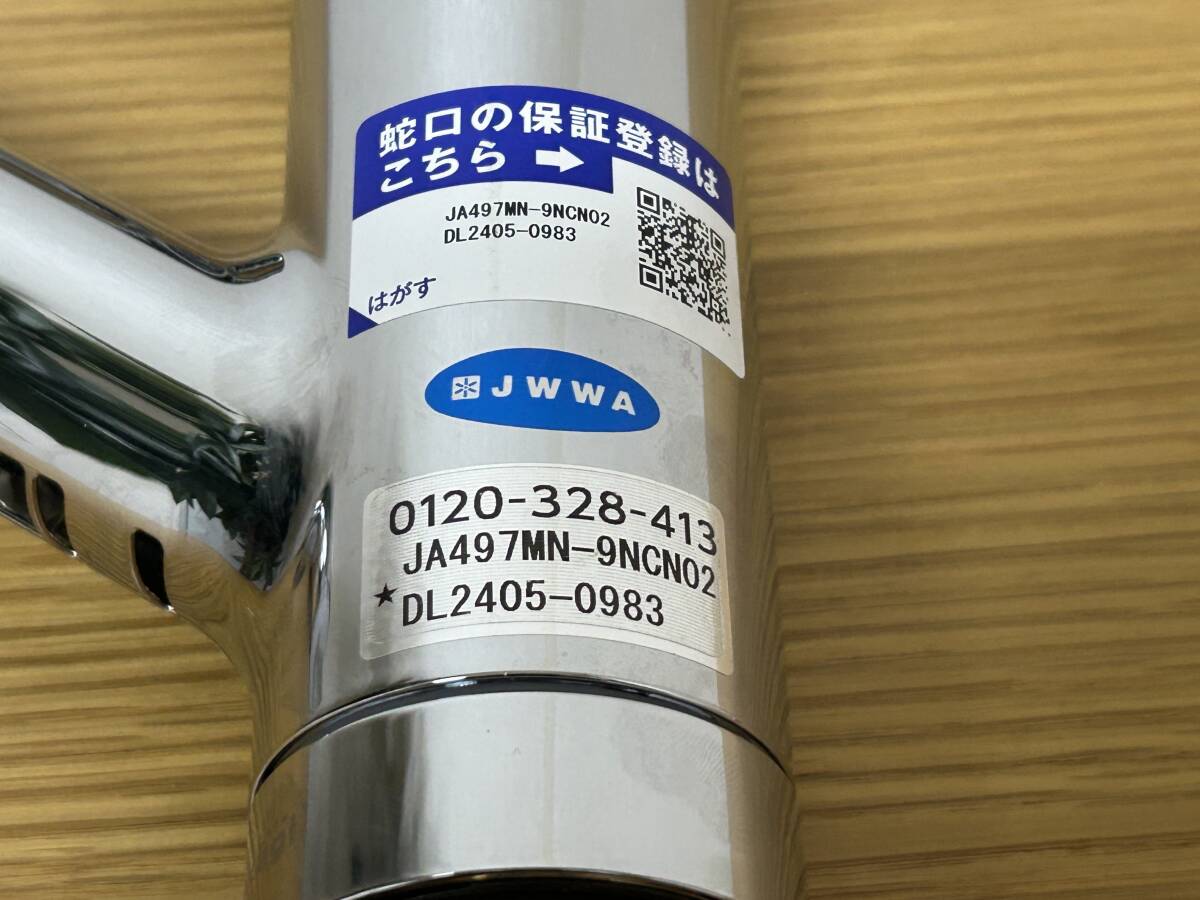 蛇口の保証登録は
こちら ➡
JA497MN-9NCN02
DL2405-0983
はがす
JWWA
0120-328-413
JA497MN-9NCN02
★DL2405-0983